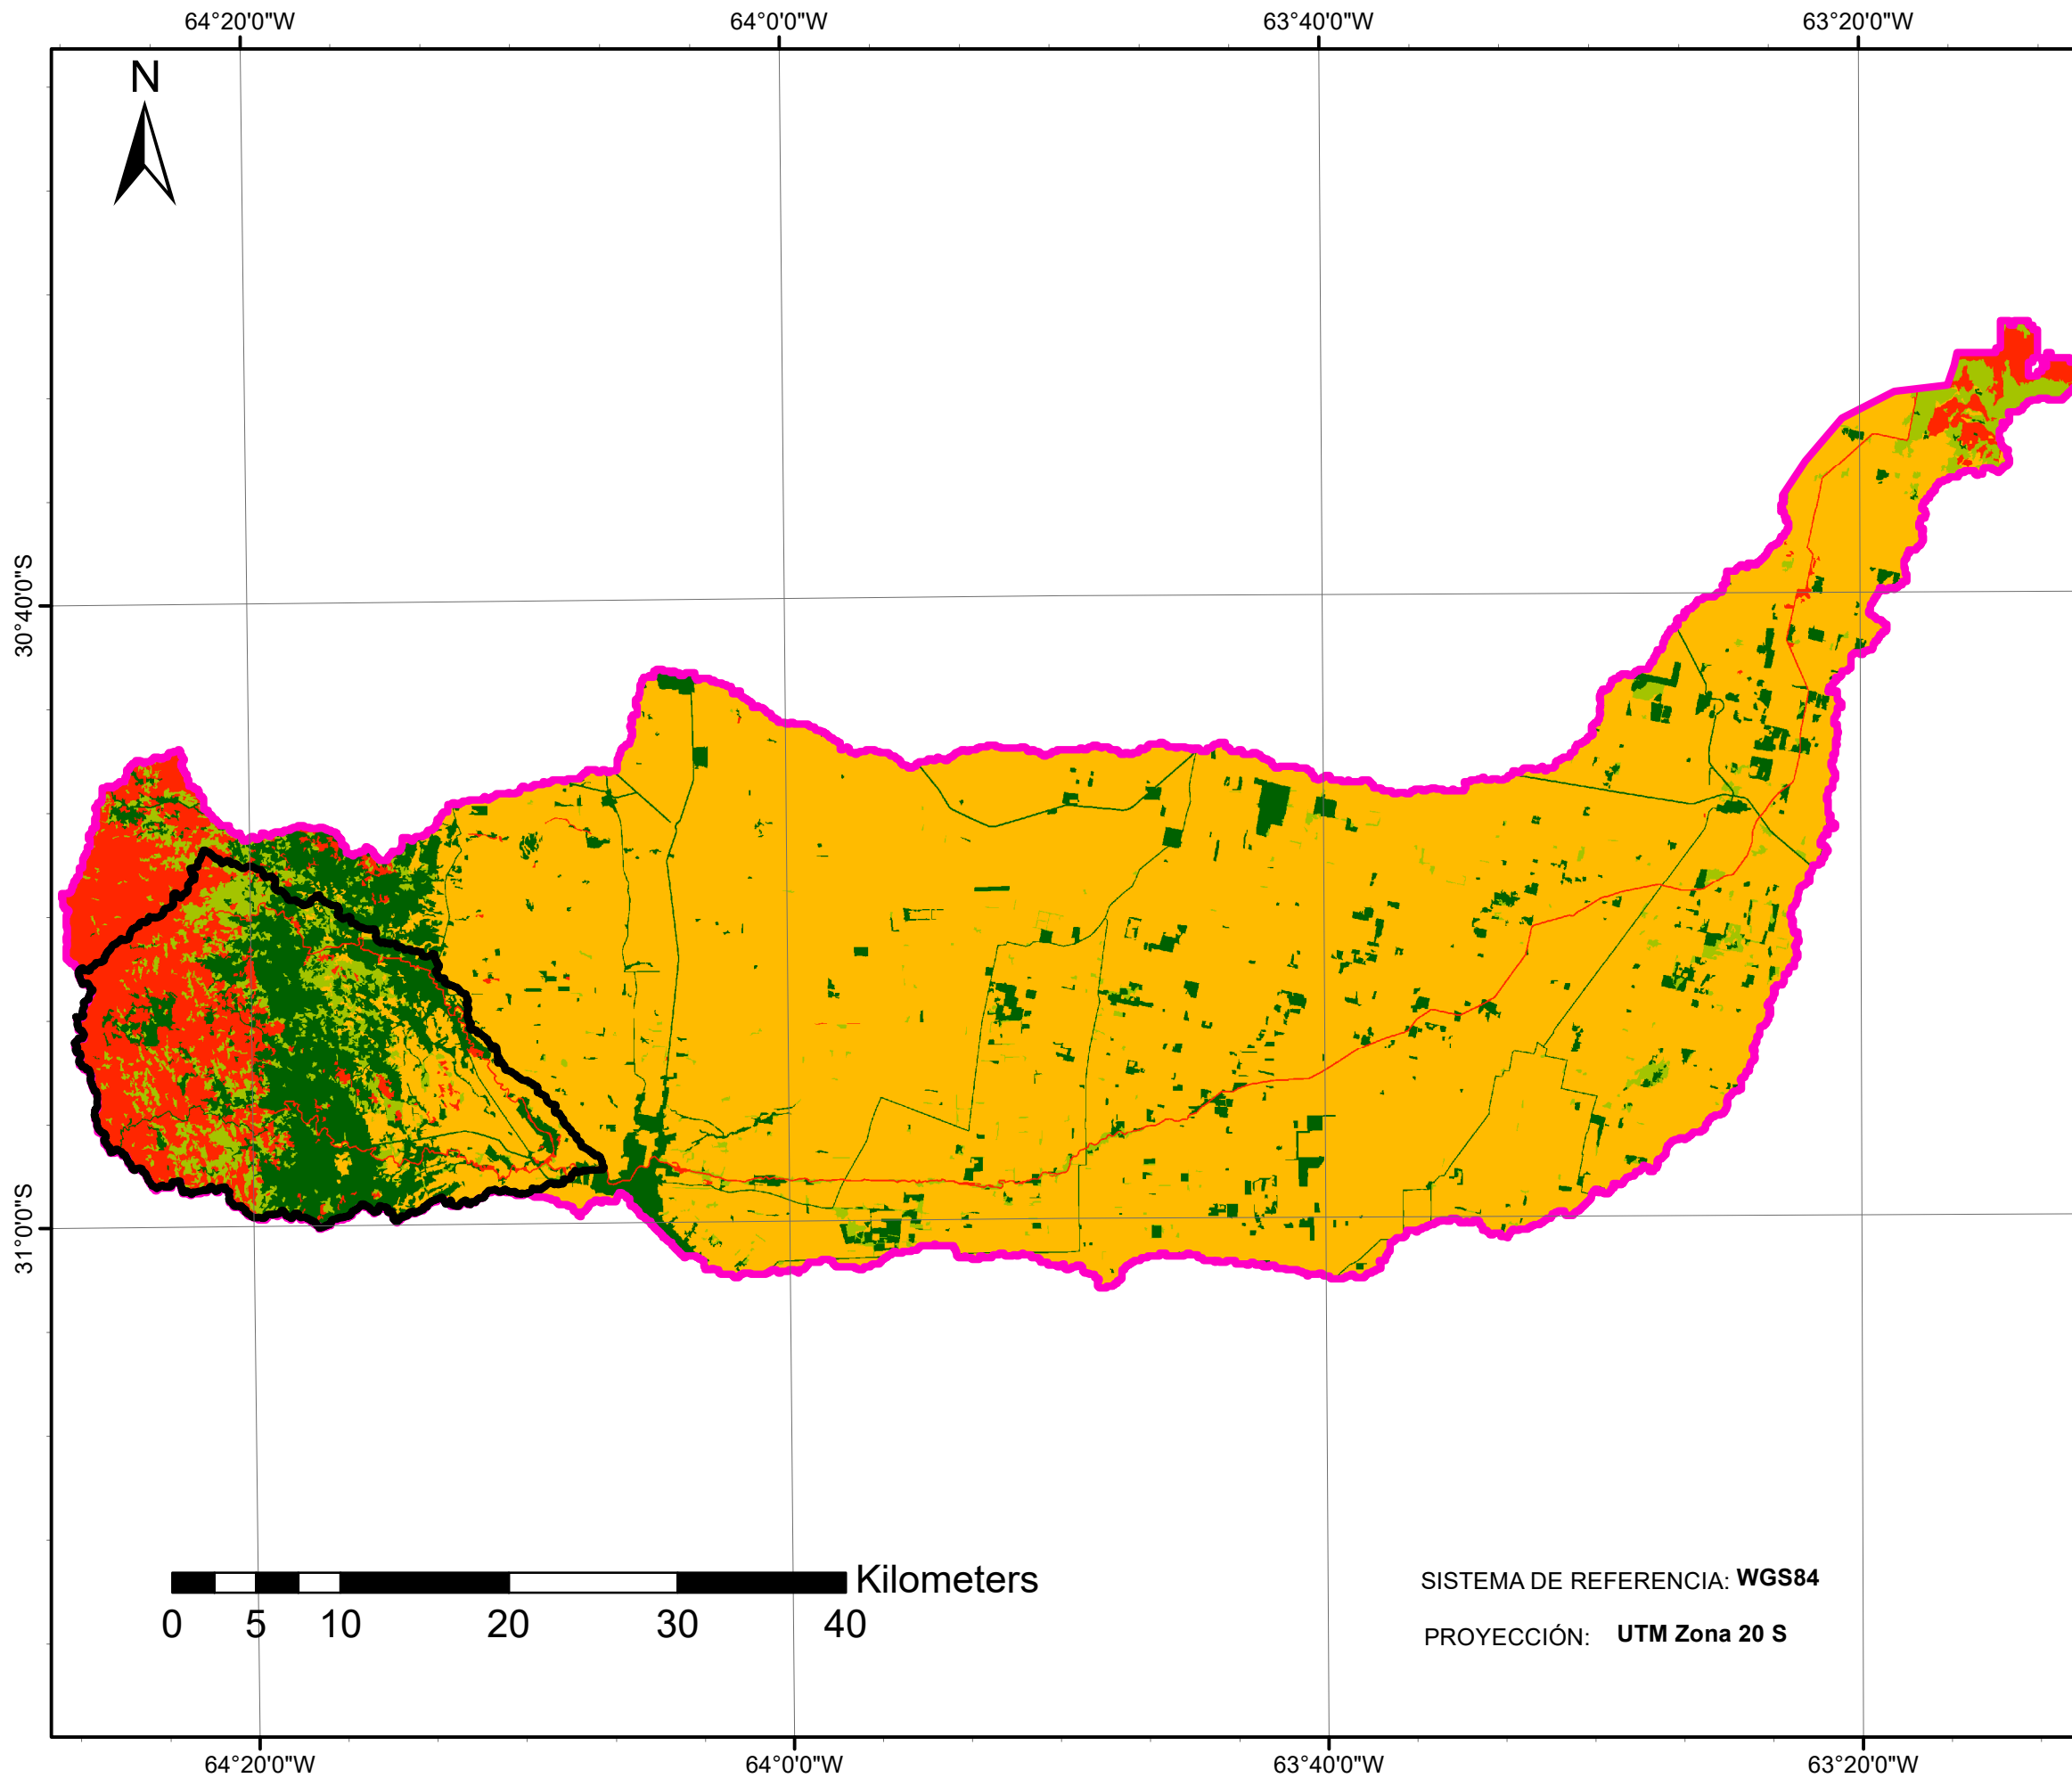 64°20'0"W 64°0'0"W 63°40'0"W 63°20'0"W
N
30°40'0"S
31°0'0"S
Kilometers
0 5 10 20 30 40
SISTEMA DE REFERENCIA: WGS84
PROYECCIÓN: UTM Zona 20 S
64°20'0"W 64°0'0"W 63°40'0"W 63°20'0"W